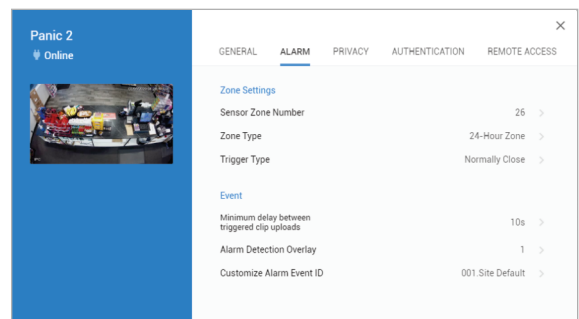 Panic 2
Online
GENERAL ALARM PRIVACY AUTHENTICATION REMOTE ACCESS
Zone Settings
Sensor Zone Number 26
Zone Type 24-Hour Zone
Trigger Type Normally Close
Event
Minimum delay between
triggered clip uploads 10s
Alarm Detection Overlay 1
Customize Alarm Event ID 001.Site Default